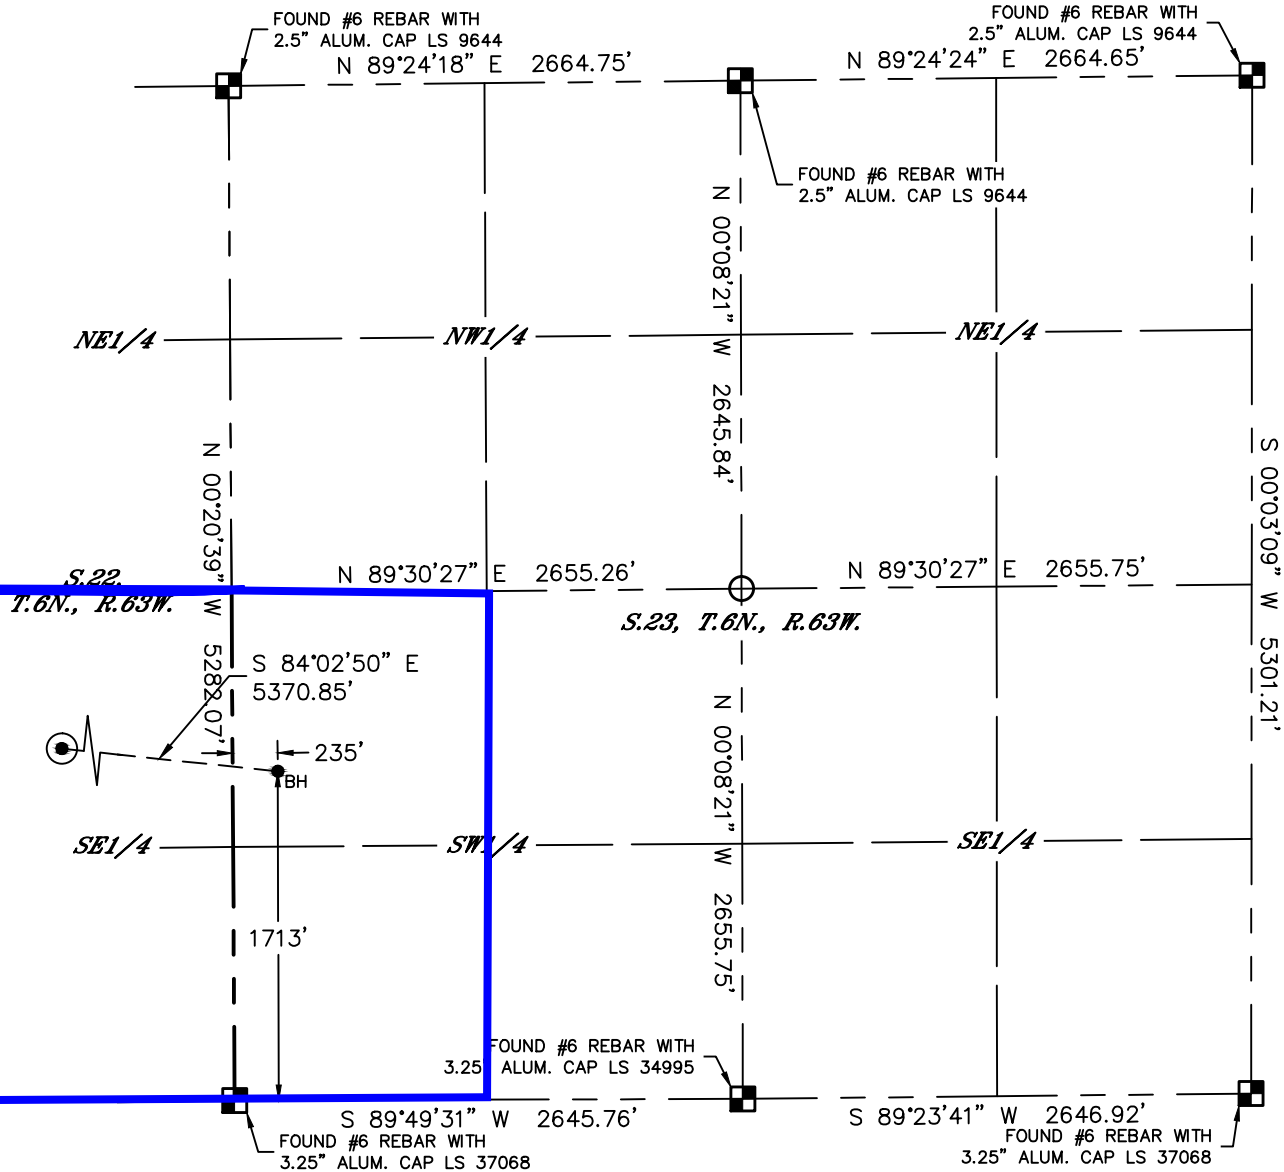 FOUND #6 REBAR WITH
2.5” ALUM. CAP LS 9644
FOUND #6 REBAR WITH
2.5” ALUM. CAP LS 9644
N 89°24'18” E 2664.75'
N 89°24'24” E 2664.65'
FOUND #6 REBAR WITH
2.5” ALUM. CAP LS 9644
N 00°08'21” W 2645.84'
NE1/4
NW1/4
NE1/4
N 00°20'39” W 5282.07'
S 00°03'09” W 5301.21'
S.22,
T.6N., R.63W.
N 89°30'27” E 2655.26'
N 89°30'27” E 2655.75'
S.23, T.6N., R.63W.
S 84°02'50” E
5370.85'
235'
BH
N 00°08'21” W 2655.75'
SE1/4
SW1/4
SE1/4
1713'
FOUND #6 REBAR WITH
3.25” ALUM. CAP LS 34995
S 89°49'31” W 2645.76'
S 89°23'41” W 2646.92'
FOUND #6 REBAR WITH
3.25” ALUM. CAP LS 37068
FOUND #6 REBAR WITH
3.25” ALUM. CAP LS 37068